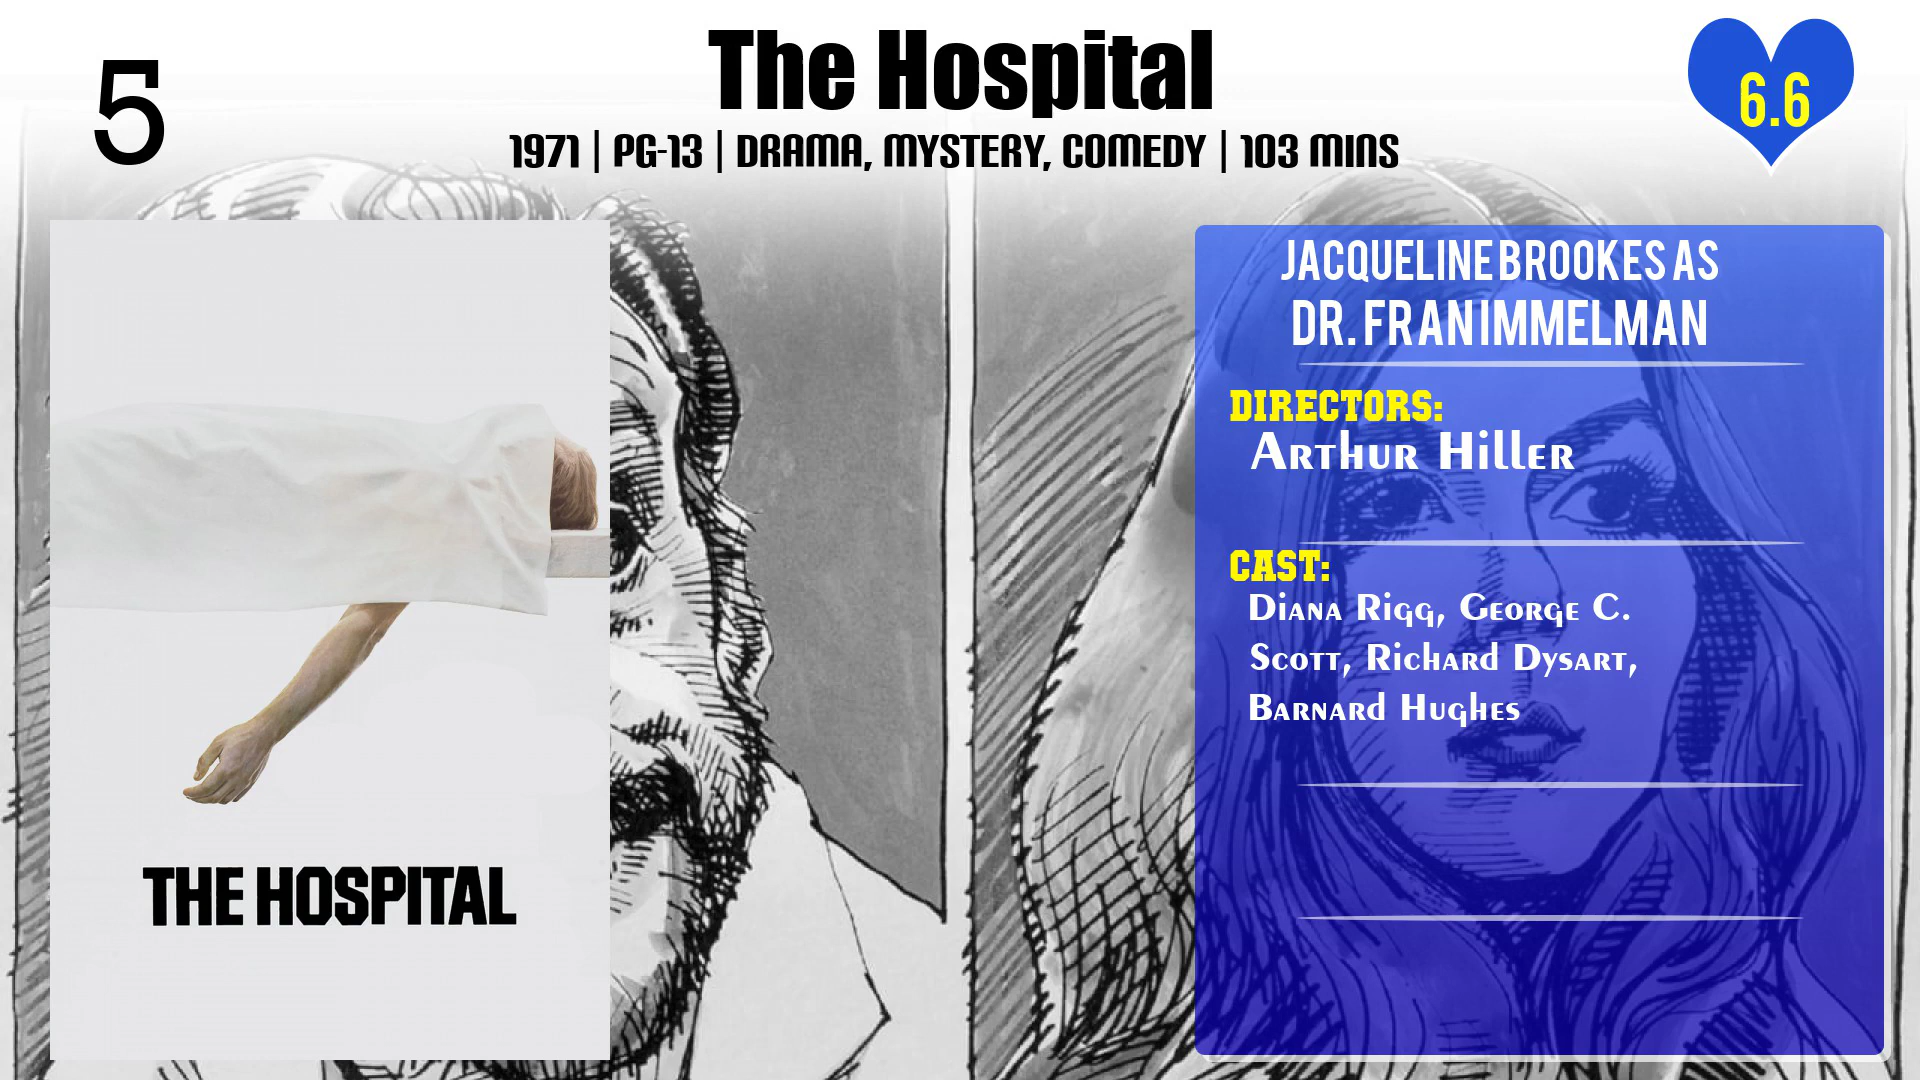 5
The Hospital
1971 | PG-13 | DRAMA, MYSTERY, COMEDY | 103 MINS
6.6
THE HOSPITAL
JACQUELINE BROOKES AS
DR. FRAN IMMELMAN
DIRECTORS:
Arthur Hiller
CAST:
Diana Rigg, George C.
Scott, Richard Dysart,
Barnard Hughes